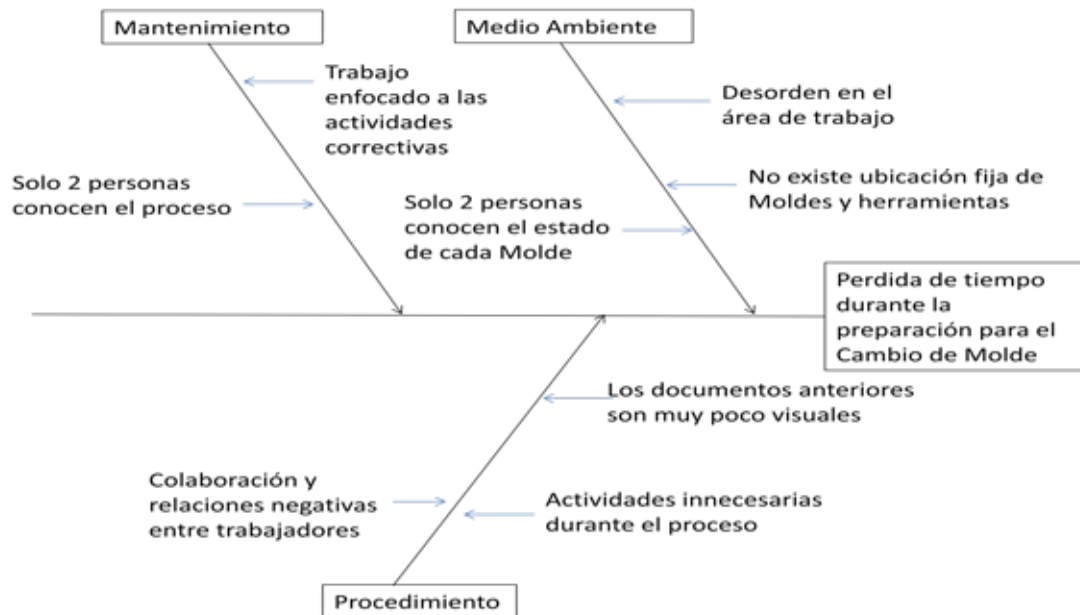 Mantenimiento
Medio Ambiente
Trabajo
enfocado a las
actividades
correctivas
Desorden en el
área de trabajo
Solo 2 personas
conocen el proceso
No existe ubicación fija de
Moldes y herramientas
Solo 2 personas
conocen el estado
de cada Molde
Perdida de tiempo
durante la
preparación para el
Cambio de Molde
Los documentos anteriores
son muy poco visuales
Colaboración y
relaciones negativas
entre trabajadores
Actividades innecesarias
durante el proceso
Procedimiento